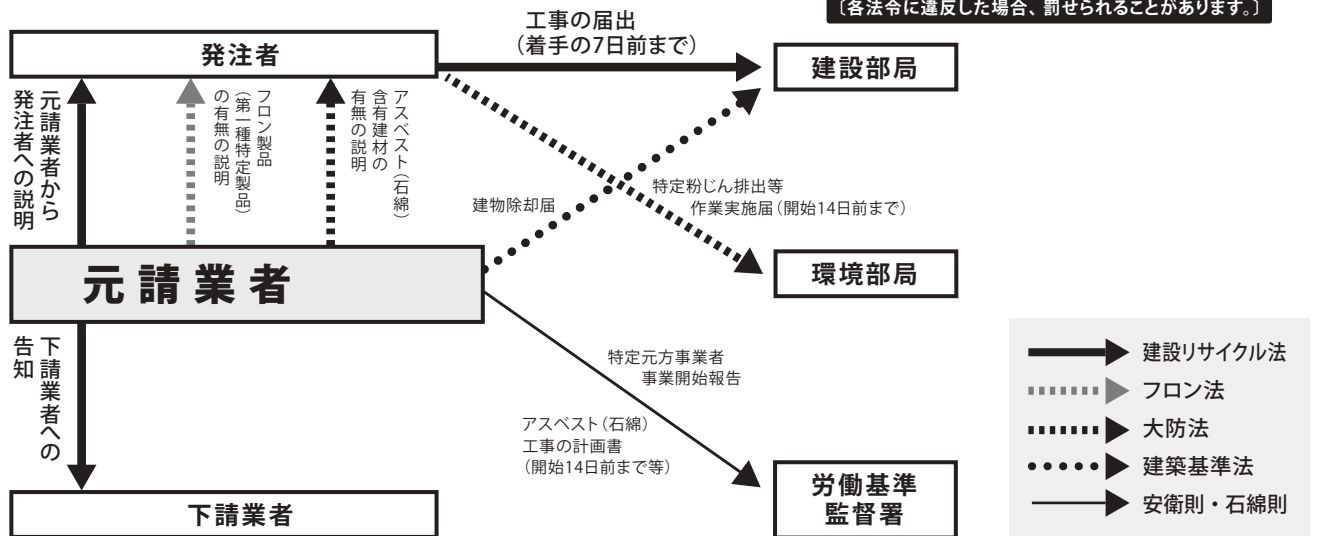 〔各法令に違反した場合、罰せられることがあります。〕
工事の届出
（着手の7日前まで）
発注者
建設部局
元請業者から
発注者への説明
フロン製品
（第一種特定製品）
の有無の説明
アスベスト（石綿）
含有建材の
有無の説明
建物除却届
特定粉じん排出等
作業実施届（開始14日前まで）
元請業者
環境部局
下請業者への
告知
特定元方事業者
事業開始報告
アスベスト（石綿）
工事の計画書
（開始14日前まで等）
下請業者
労働基準
監督署
建設リサイクル法
フロン法
大防法
建築基準法
安衛則・石綿則